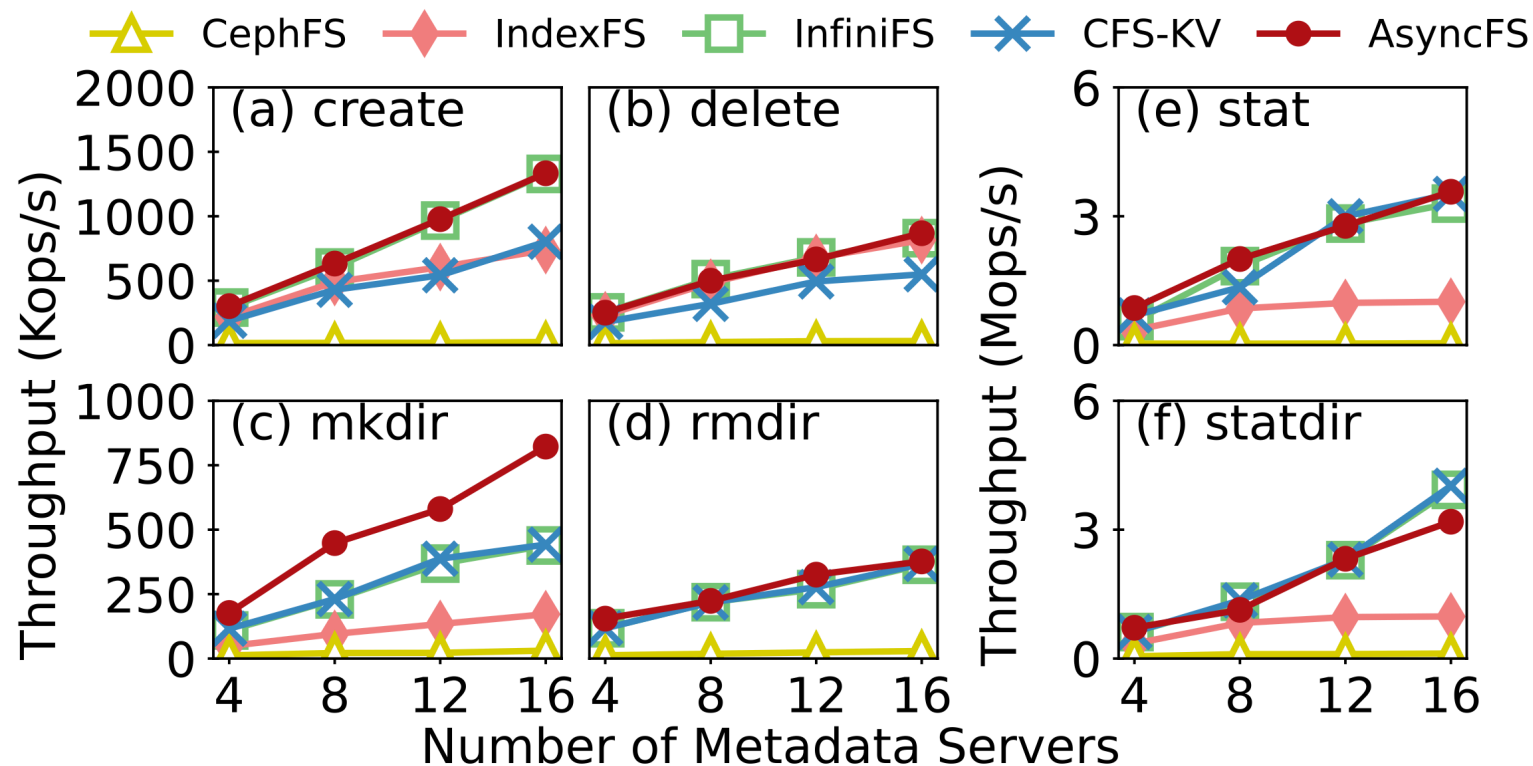 CephFS IndexFS InfiniFS CFS-KV AsyncFS
Throughput (Kops/s)
2000
1500
1000
500
0
(a) create
(b) delete
1000
750
500
250
0
(c) mkdir
4 8 12 16
(d) rmdir
4 8 12 16
Throughput (Mops/s)
6
3
0
(e) stat
6
3
0
(f) statdir
4 8 12 16
Number of Metadata Servers